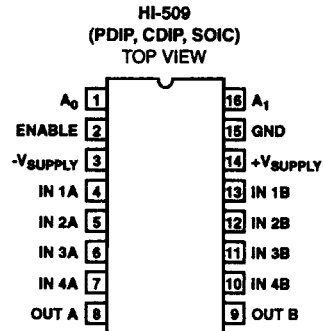 HI-509
(PDIP, CDIP, SOIC)
TOP VIEW
A0 1 16 A1
ENABLE 2 15 GND
-VSUPPLY 3 14 +VSUPPLY
IN 1A 4 13 IN 1B
IN 2A 5 12 IN 2B
IN 3A 6 11 IN 3B
IN 4A 7 10 IN 4B
OUT A 8 9 OUT B